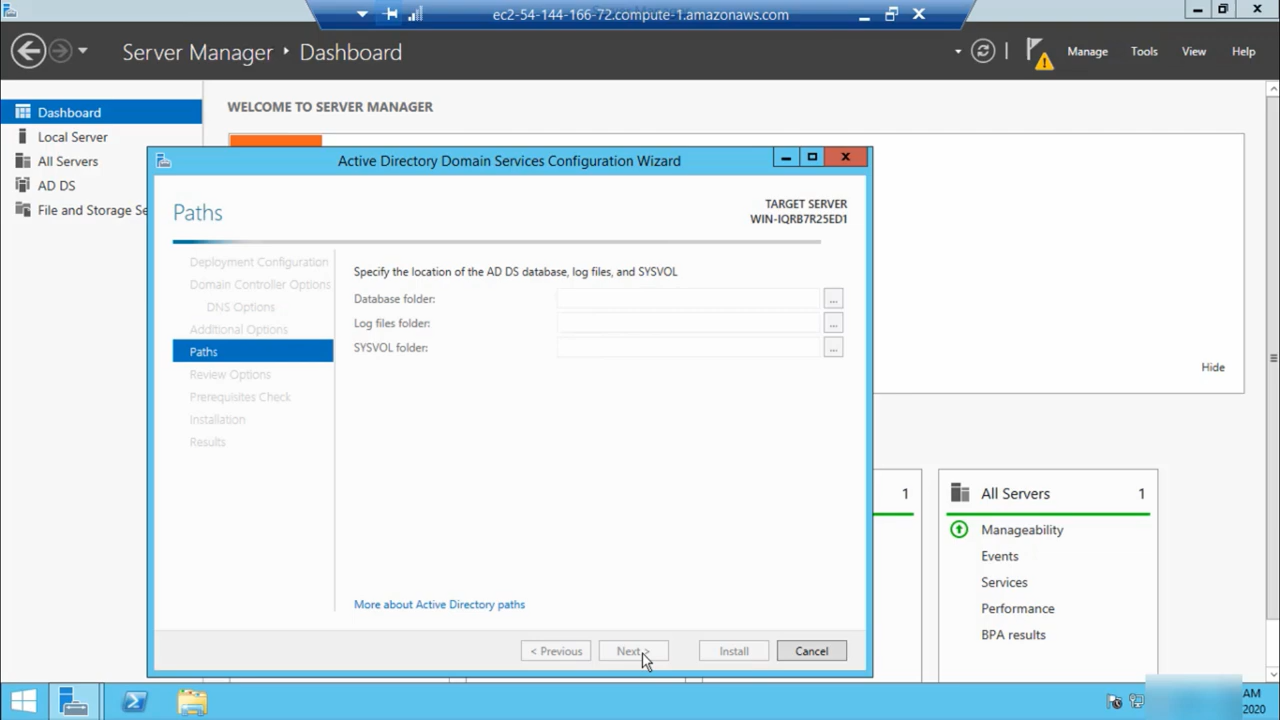 ec2-54-144-166-72.compute-1.amazonaws.com
Server Manager ‣ Dashboard
Manage
Tools
View
Help
Dashboard
Local Server
All Servers
AD DS
File and Storage Se
WELCOME TO SERVER MANAGER
Active Directory Domain Services Configuration Wizard
Paths
TARGET SERVER
WIN-IQRB7R25ED1
Deployment Configuration
Domain Controller Options
DNS Options
Additional Options
Paths
Review Options
Prerequisites Check
Installation
Results
Specify the location of the AD DS database, log files, and SYSVOL
Database folder:
...
Log files folder:
...
SYSVOL folder:
...
More about Active Directory paths
< Previous
Next >
Install
Cancel
Hide
1
All Servers 1
Manageability
Events
Services
Performance
BPA results
AM
2020